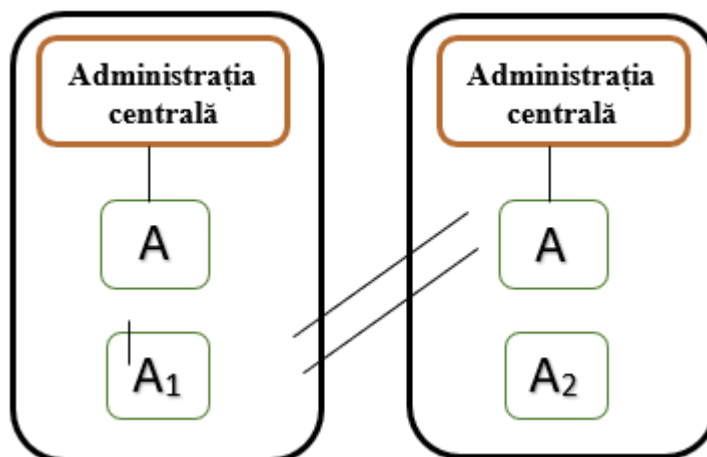 Administrația
centrală
A
A₁
Administrația
centrală
A
A₂